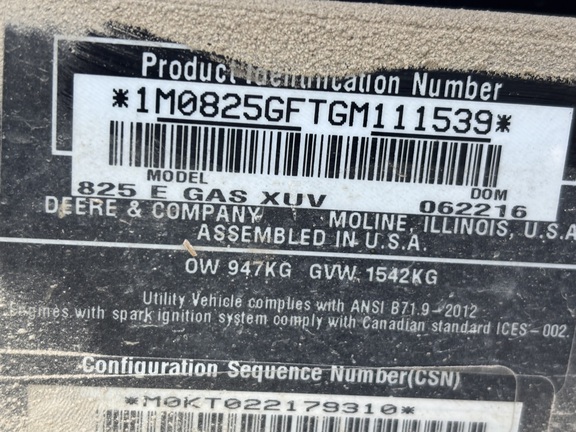 Product Identification Number
*1M0825GFTGM111539*
MODEL DOM
825 E GAS XUV 062216
DEERE & COMPANY MOLINE, ILLINOIS, U.S.A
ASSEMBLED IN U.S.A.
OW 947KG GVW 1542KG
Utility Vehicle complies with ANSI B71.9-2012
Engines with spark ignition system comply with Canadian standard ICES-002.
Configuration Sequence Number(CSN)
*M0KT022179310*